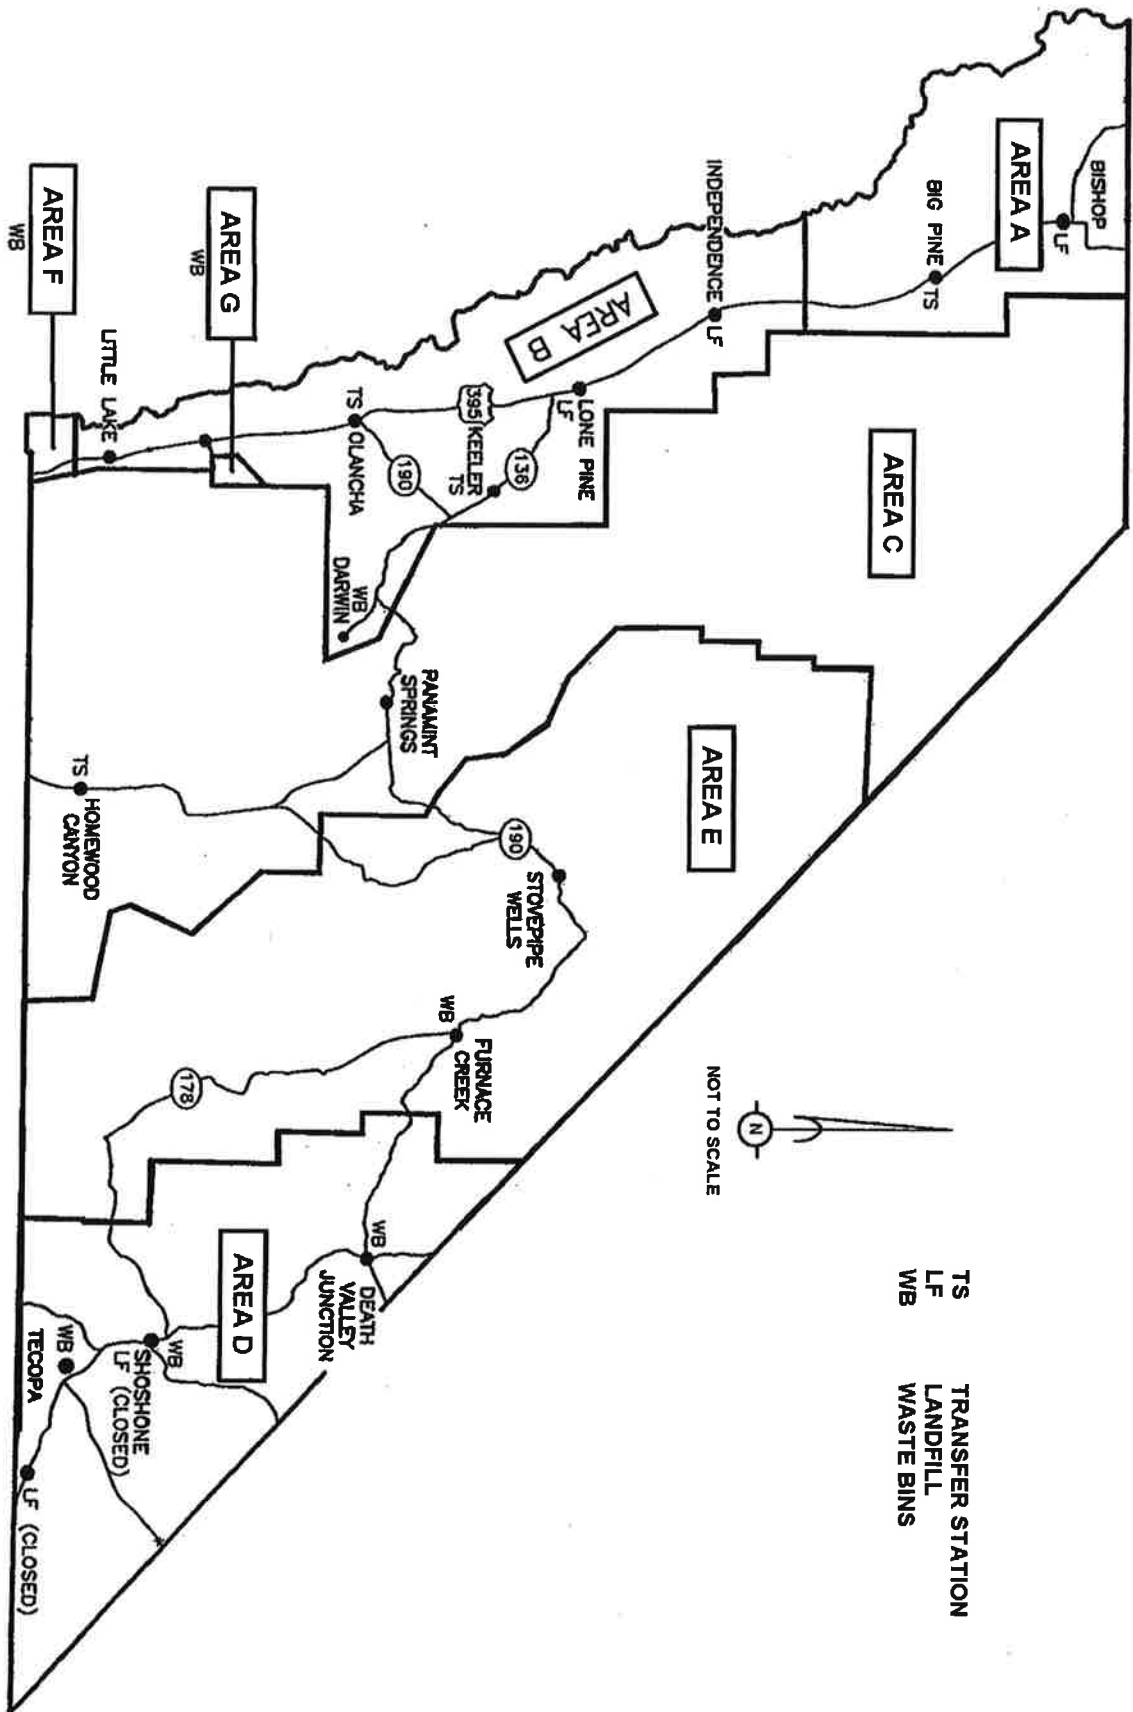 BISHOP
LF
AREA A
BIG PINE
TS
INDEPENDENCE
LF
AREA B
LONE PINE
LF
395
136
KEELER
TS
190
TS
OLANCHA
WB
DARWIN
AREA G
WB
LITTLE LAKE
AREA F
WB
AREA C
PANAMINT
SPRINGS
TS
HOMEWOOD
CANYON
AREA E
190
STOVEPIPE
WELLS
WB
FURNACE
CREEK
178
WB
DEATH
VALLEY
JUNCTION
AREA D
WB
SHOSHONE
LF (CLOSED)
WB
TECOPA
LF (CLOSED)
N
NOT TO SCALE
TS TRANSFER STATION
LF LANDFILL
WB WASTE BINS